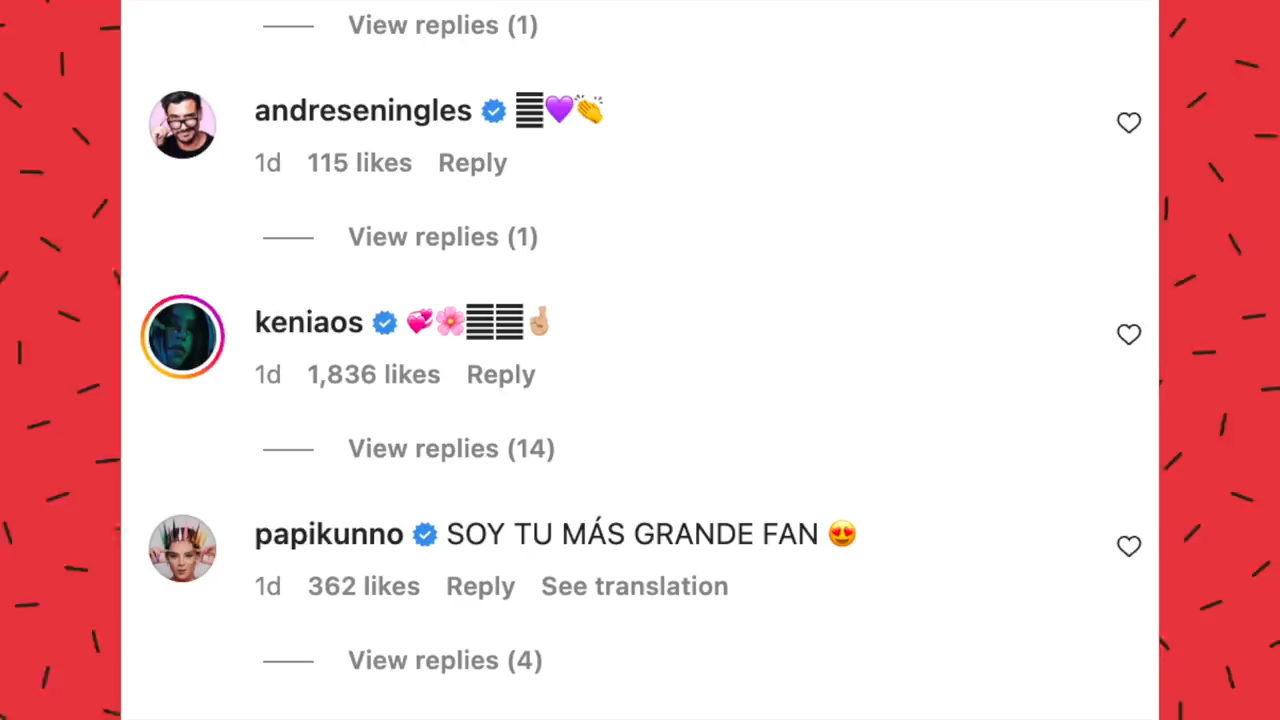 View replies (1)
andreseningles 💜👏
1d 115 likes Reply
View replies (1)
keniaos 💞🌸🤞🏼
1d 1,836 likes Reply
View replies (14)
papikunno SOY TU MÁS GRANDE FAN 😍
1d 362 likes Reply See translation
View replies (4)